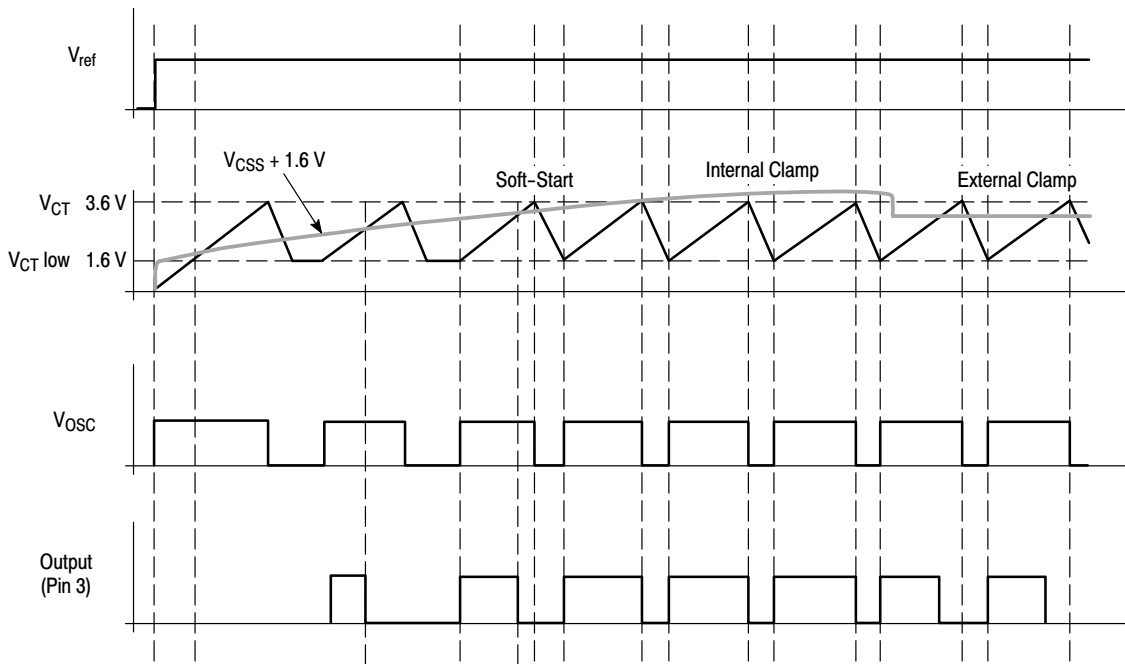 Vref
VCSS + 1.6 V
Soft-Start
Internal Clamp
External Clamp
VCT 3.6 V
VCT low 1.6 V
VOSC
Output
(Pin 3)